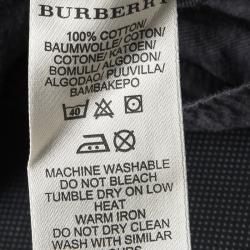 BURBERRY
100% COTTON/
BAUMWOLLE/ COTON/
COTONE/ KATOEN/
BOMULL/ ALGODON/
ALGODAO/ PUUVILLA/
BAMBAKEPO
40
MACHINE WASHABLE
DO NOT BLEACH
TUMBLE DRY ON LOW
HEAT
WARM IRON
DO NOT DRY CLEAN
WASH WITH SIMILAR